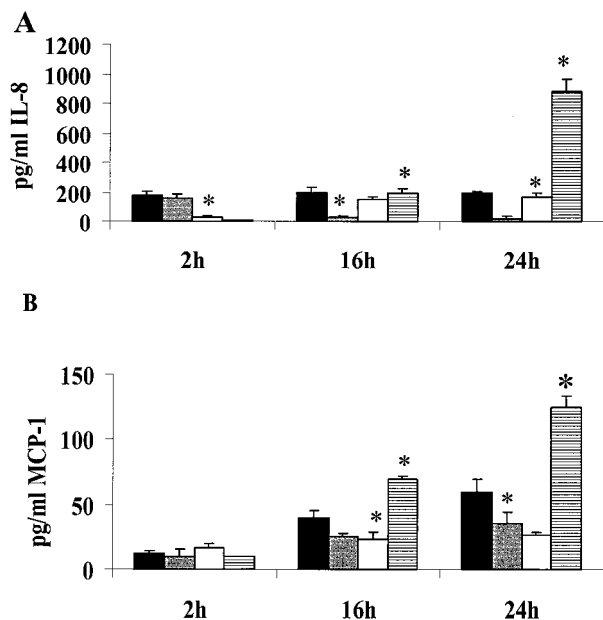 A
1200
1000
800
600
400
200
0
pg/ml IL-8
* * * * *
2h 16h 24h
B
150
100
50
0
pg/ml MCP-1
* * * *
2h 16h 24h